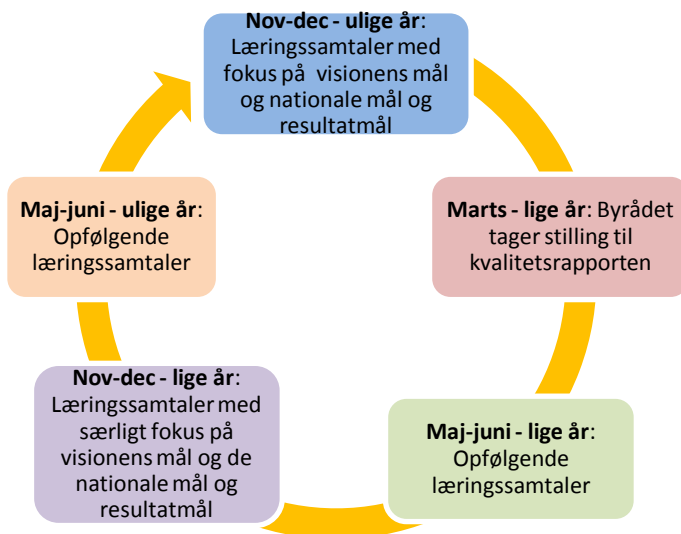 Nov-dec - ulige år:
Læringssamtaler med
fokus på visionens mål
og nationale mål og
resultatmål
Marts - lige år: Byrådet
tager stilling til
kvalitetsrapporten
Maj-juni - lige år:
Opfølgende
læringssamtaler
Nov-dec - lige år:
Læringssamtaler med
særligt fokus på
visionens mål og de
nationale mål og
resultatmål
Maj-juni - ulige år:
Opfølgende
læringssamtaler